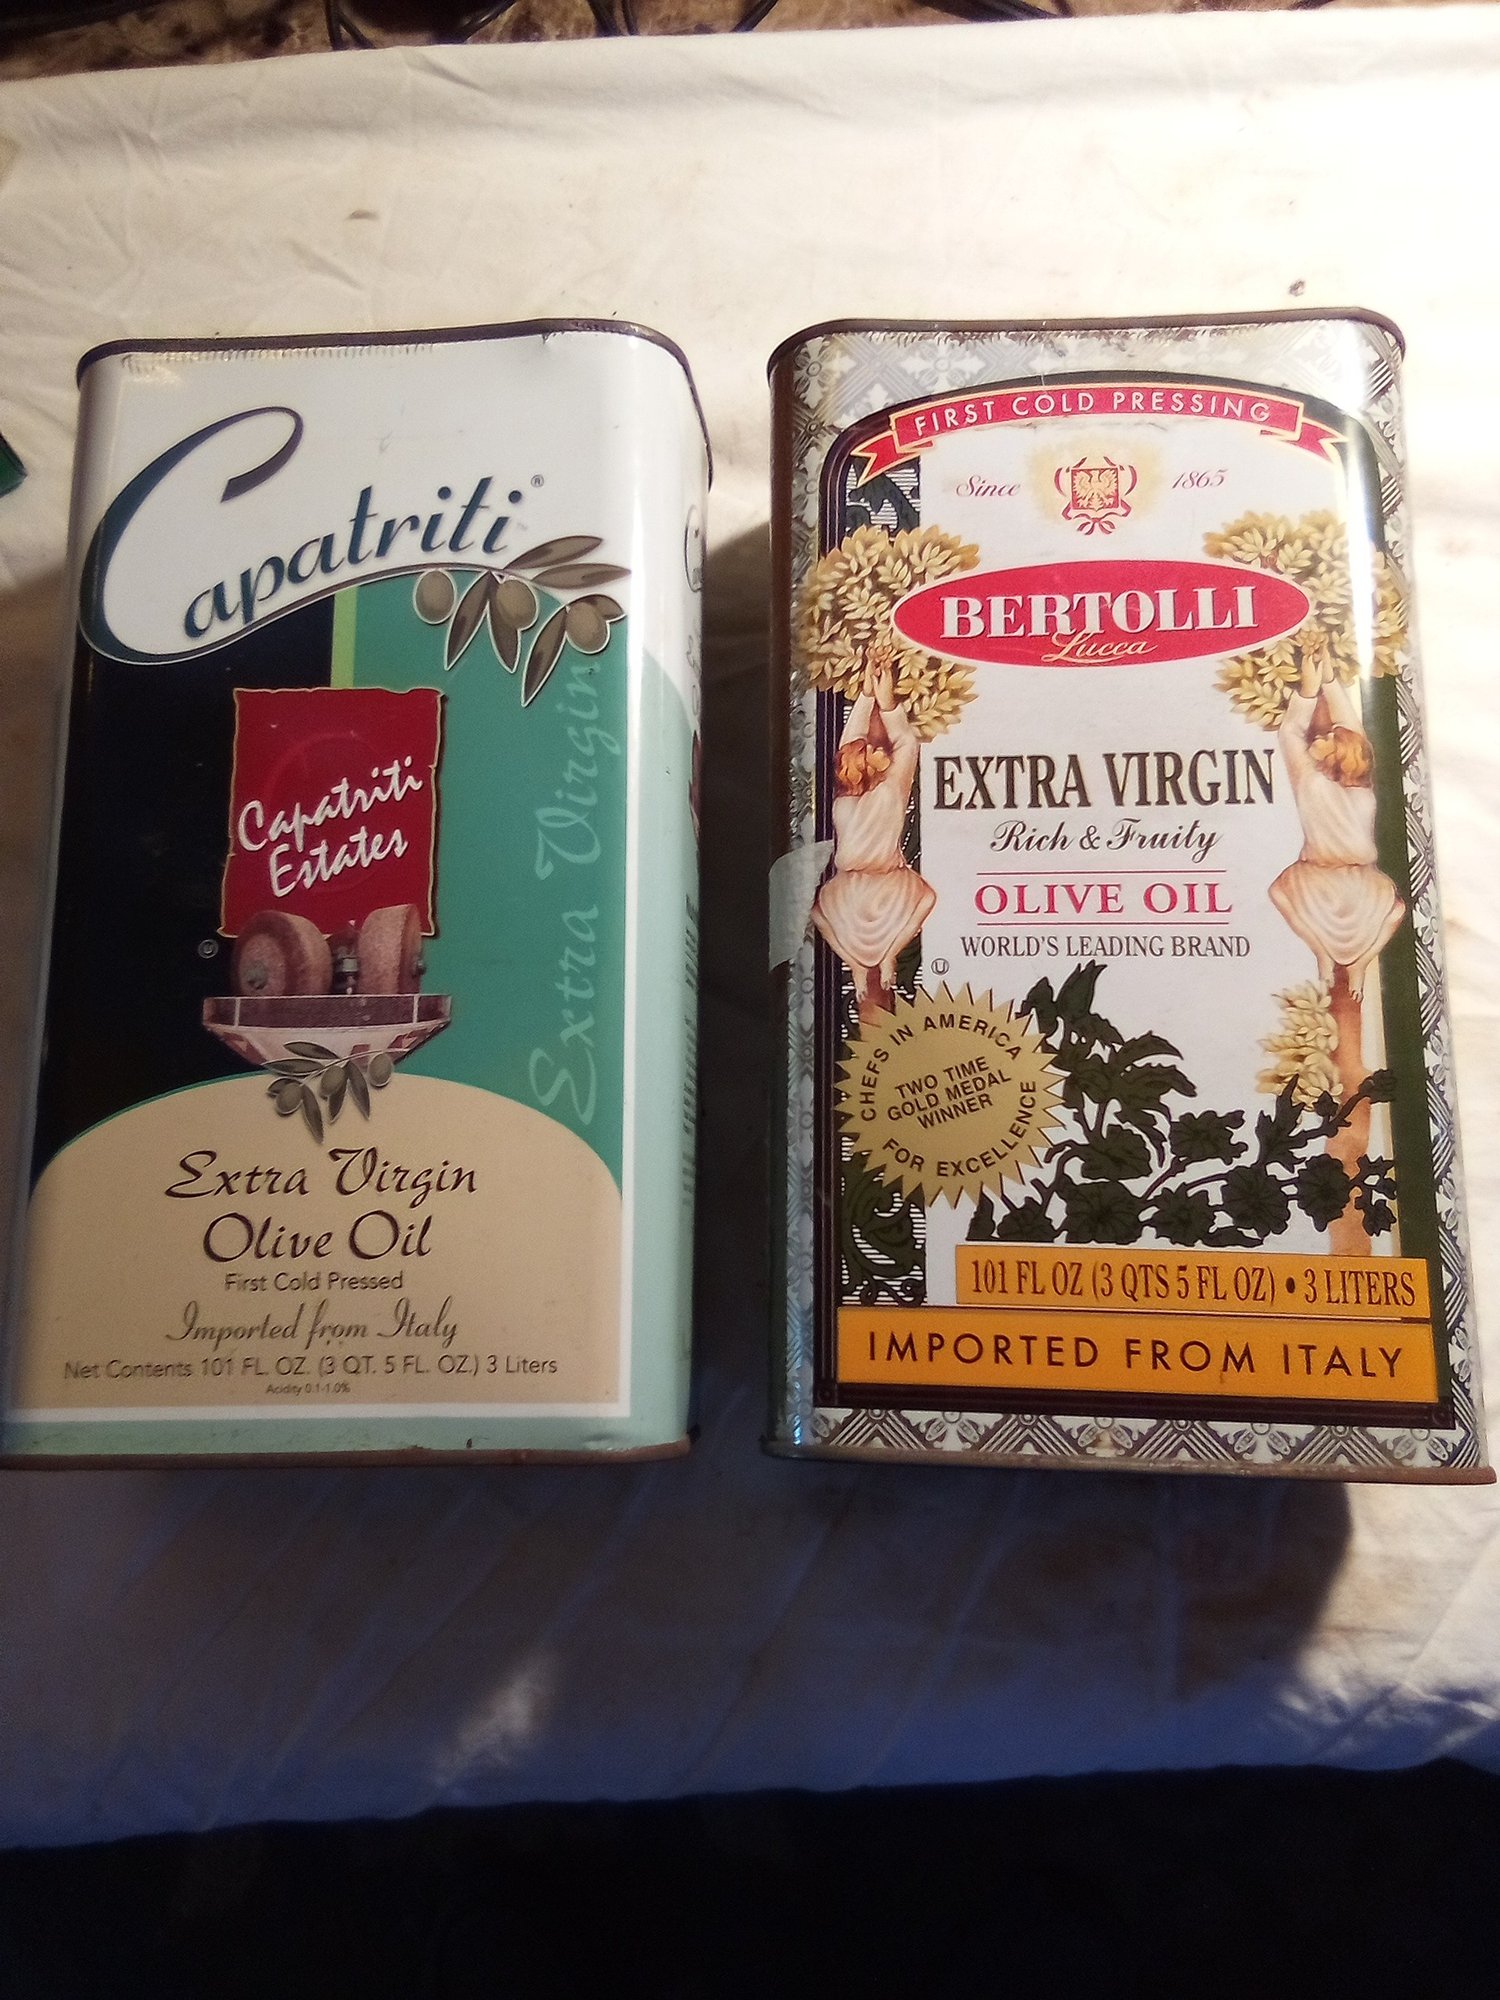 Capatriti®
Extra Virgin
Capatriti
Estates
Extra Virgin
Olive Oil
First Cold Pressed
Imported from Italy
Net Contents 101 FL. OZ. (3 QT. 5 FL. OZ.) 3 Liters
Acidity 0.1-1.0%
FIRST COLD PRESSING
Since 1865
BERTOLLI
Lucca
EXTRA VIRGIN
Rich & Fruity
OLIVE OIL
WORLD'S LEADING BRAND
CHEFS IN AMERICA
TWO TIME
GOLD MEDAL
WINNER
FOR EXCELLENCE
101 FL OZ (3 QTS 5 FL OZ) • 3 LITERS
IMPORTED FROM ITALY